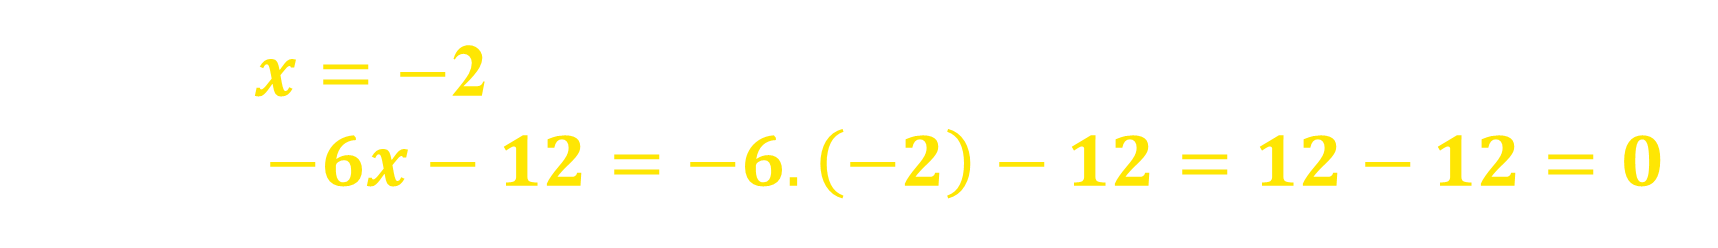 x = −2
−6x − 12 = −6. (−2) − 12 = 12 − 12 = 0